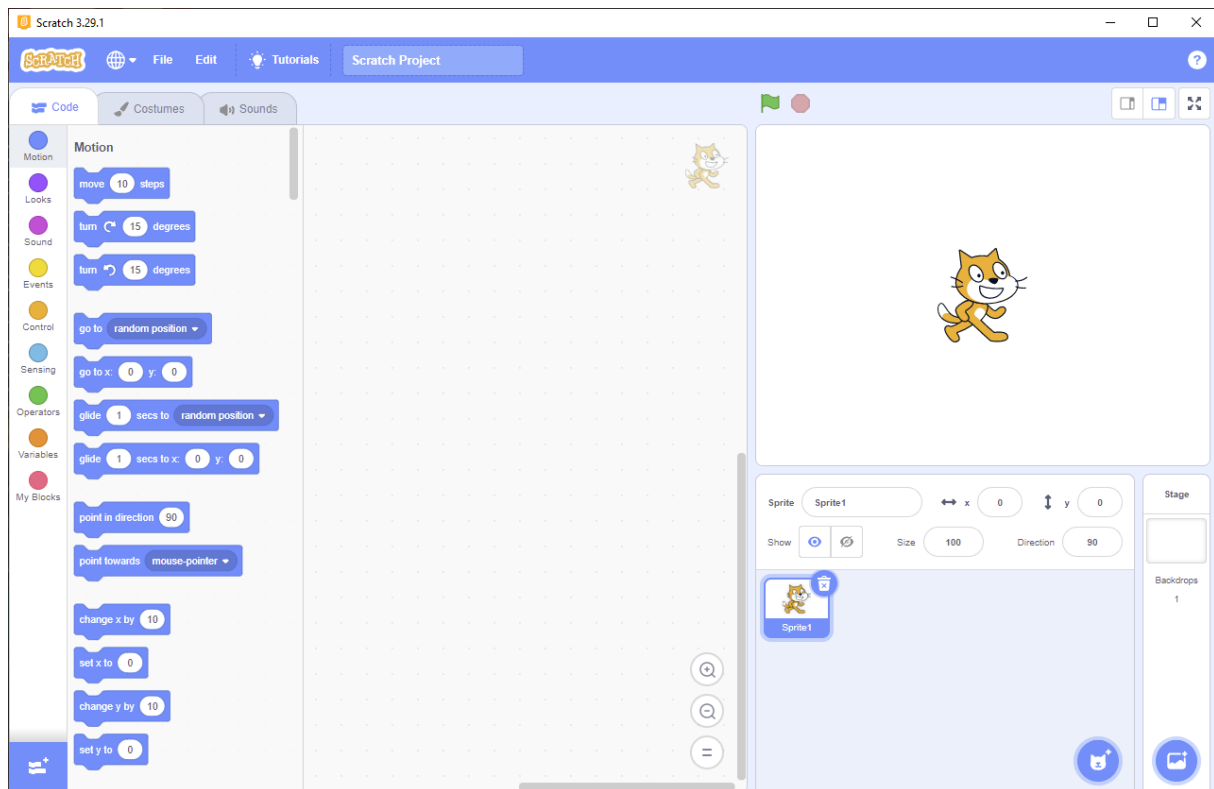 Scratch 3.29.1
SCRATCH File Edit Tutorials Scratch Project ?
Code Costumes Sounds
Motion
Looks
Sound
Events
Control
Sensing
Operators
Variables
My Blocks
Motion
move 10 steps
turn 15 degrees
turn 15 degrees
go to random position
go to x: 0 y: 0
glide 1 secs to random position
glide 1 secs to x: 0 y: 0
point in direction 90
point towards mouse-pointer
change x by 10
set x to 0
change y by 10
set y to 0
Sprite Sprite1 x 0 y 0
Show Size 100 Direction 90
Sprite1
Stage
Backdrops
1